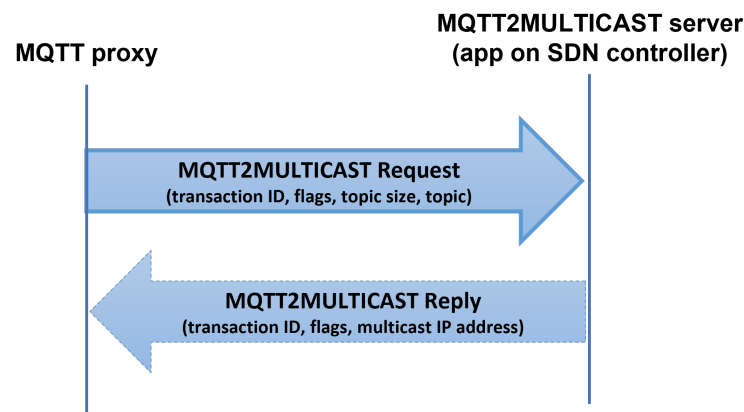 MQTT2MULTICAST server
MQTT proxy
(app on SDN controller)
MQTT2MULTICAST Request
(transaction ID, flags, topic size, topic)
MQTT2MULTICAST Reply
(transaction ID, flags, multicast IP address)